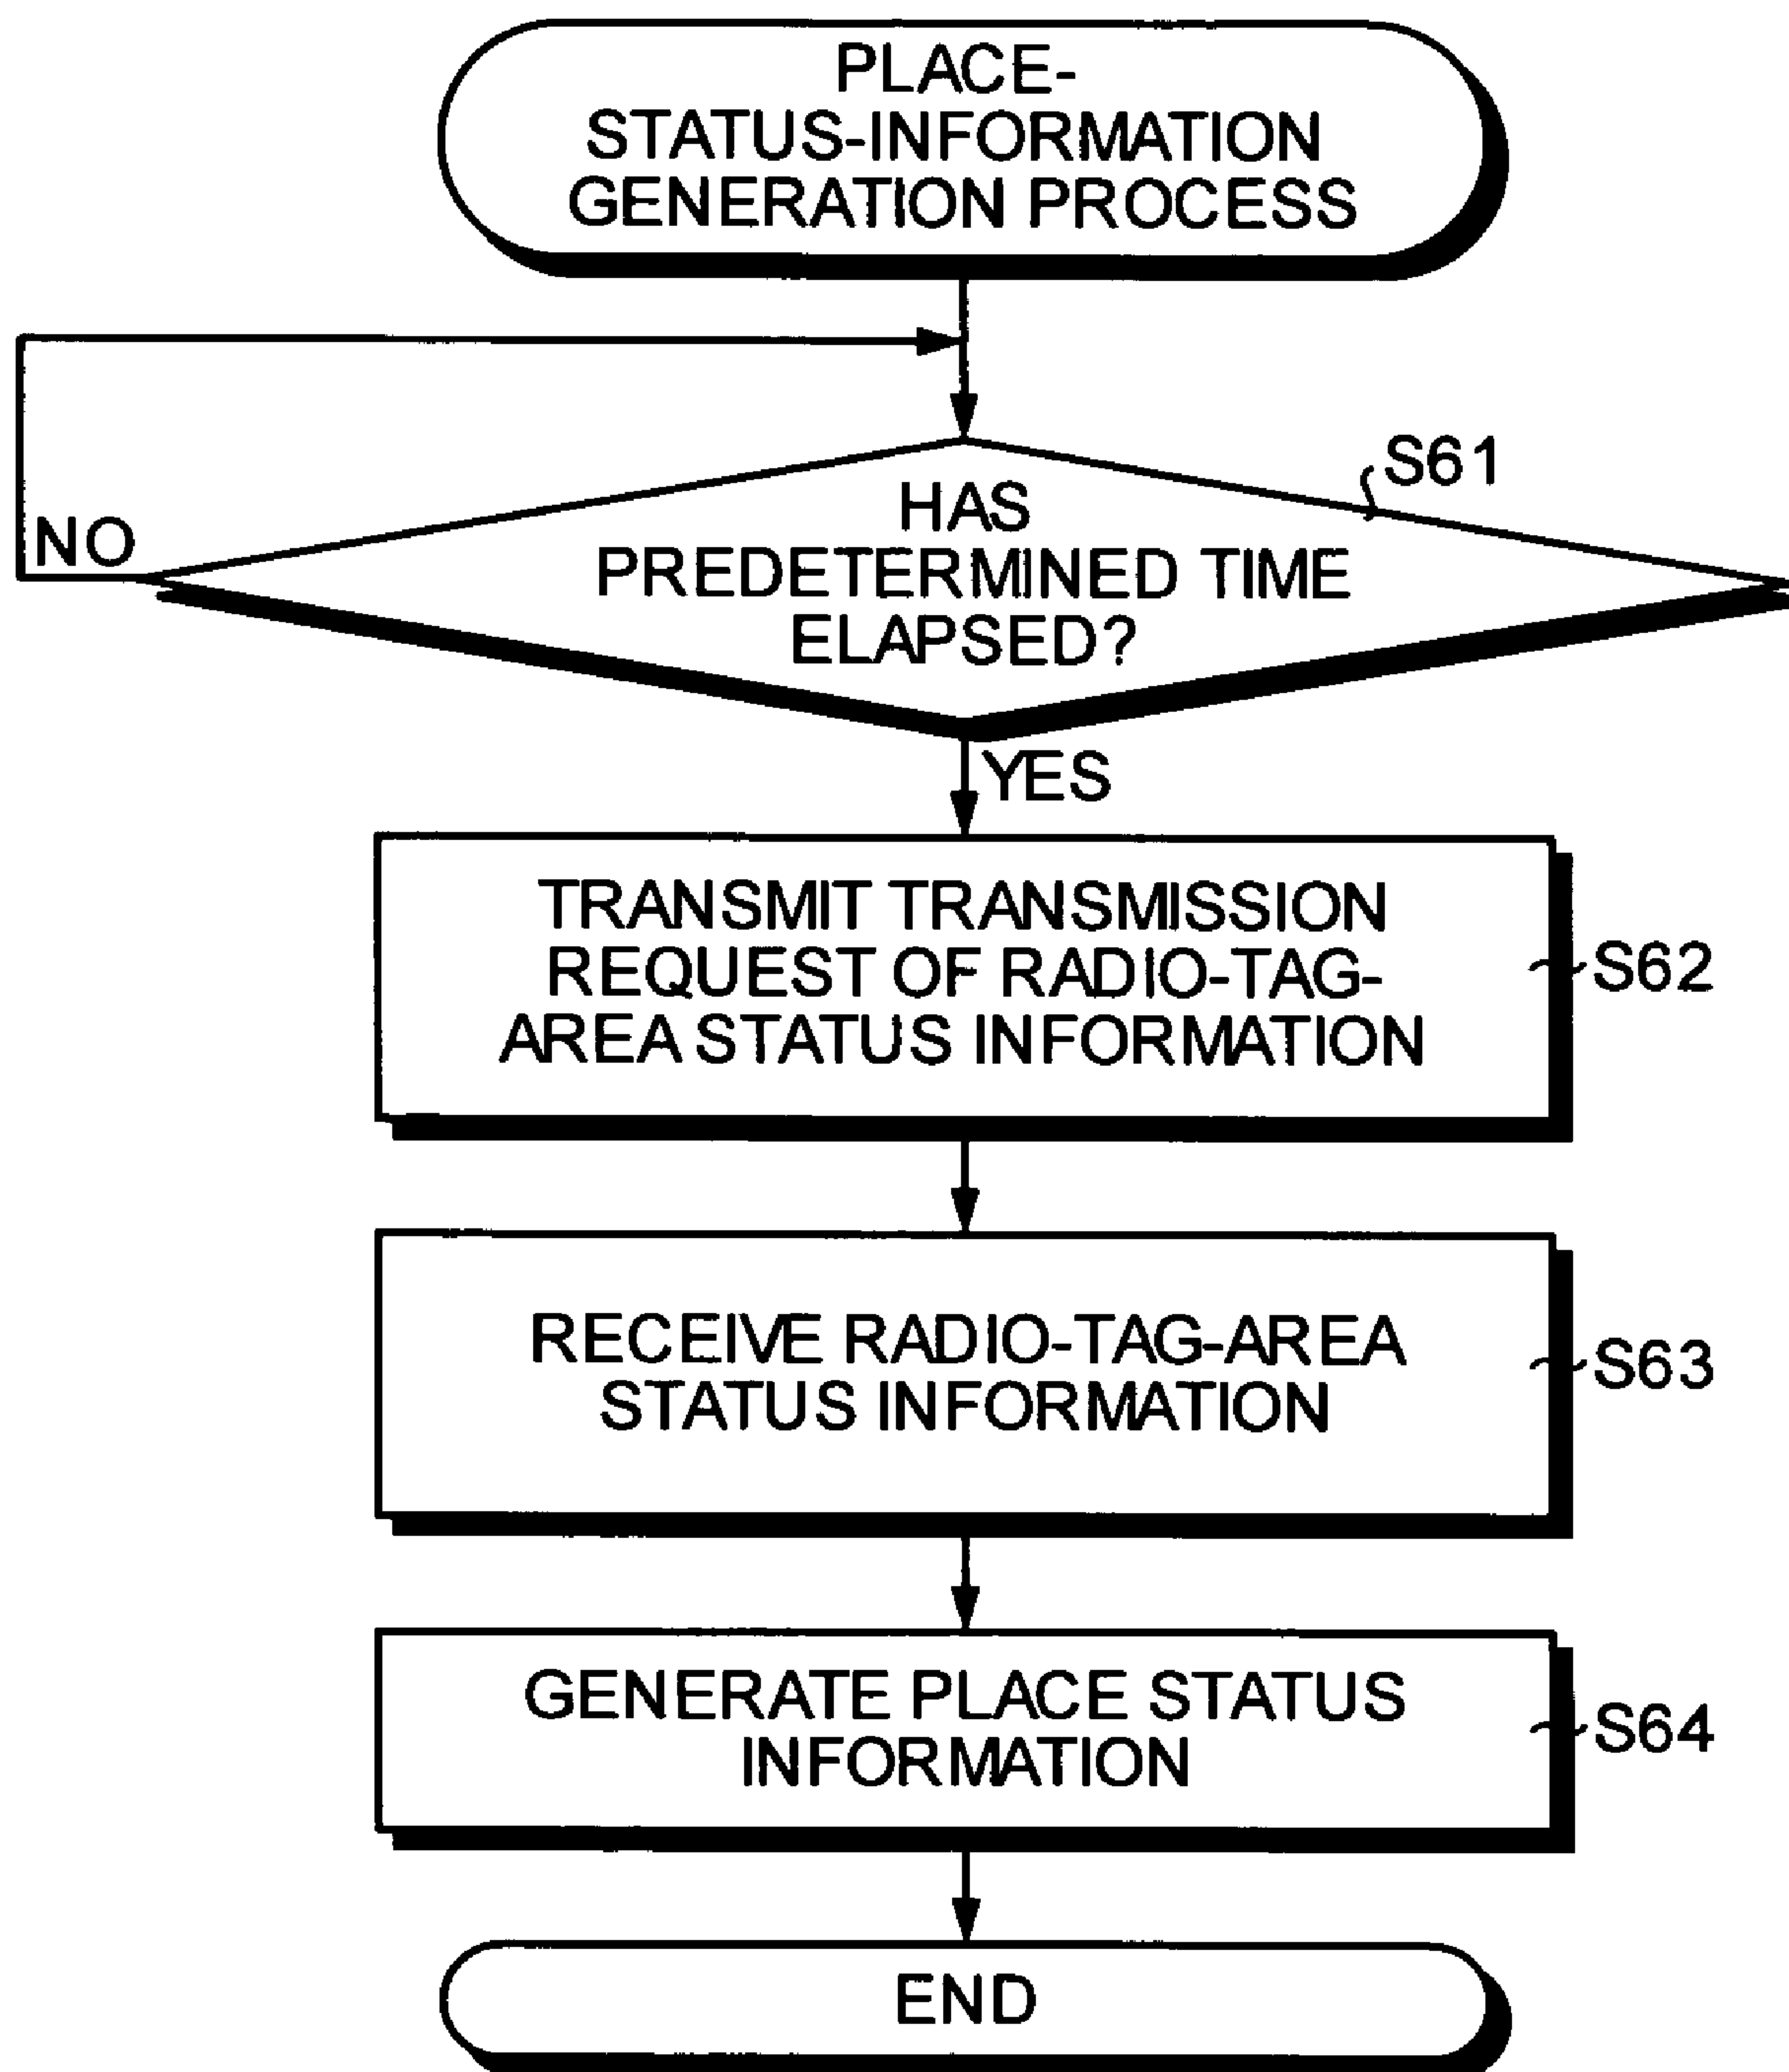 PLACE-
STATUS-INFORMATION
GENERATION PROCESS
S61
HAS
PREDETERMINED TIME
ELAPSED?
NO
YES
TRANSMIT TRANSMISSION
REQUEST OF RADIO-TAG-
AREA STATUS INFORMATION
S62
RECEIVE RADIO-TAG-AREA
STATUS INFORMATION
S63
GENERATE PLACE STATUS
INFORMATION
S64
END